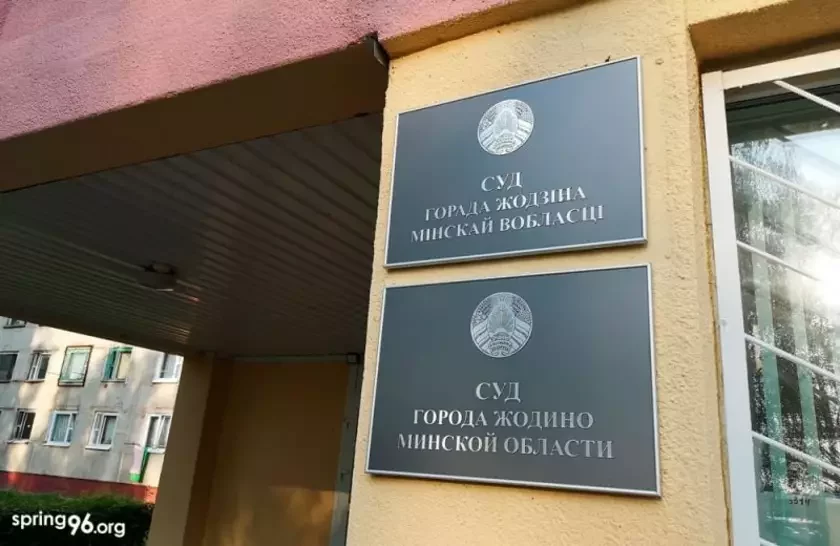 СУД
ГОРАДА ЖОДЗІНА
МІНСКАЙ ВОБЛАСЦІ
СУД
ГОРОДА ЖОДИНО
МИНСКОЙ ОБЛАСТИ
spring96.org